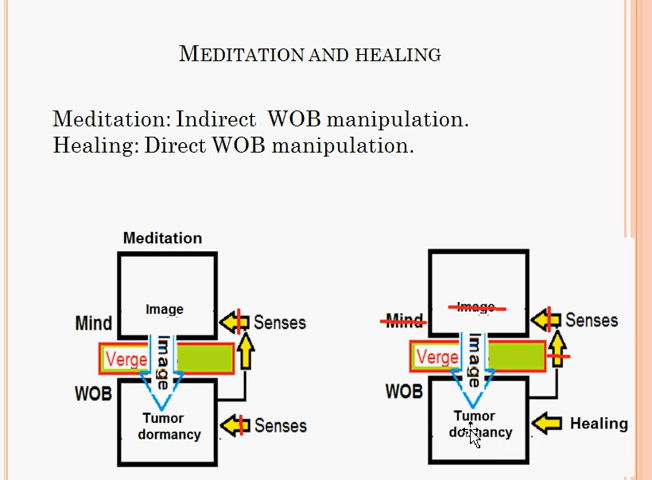 MEDITATION AND HEALING
Meditation: Indirect WOB manipulation.
Healing: Direct WOB manipulation.
Meditation
Image
Mind
Senses
Verge
Image
WOB
Tumor
dormancy
Senses
Image
Mind
Senses
Verge
Image
WOB
Tumor
dormancy
Healing